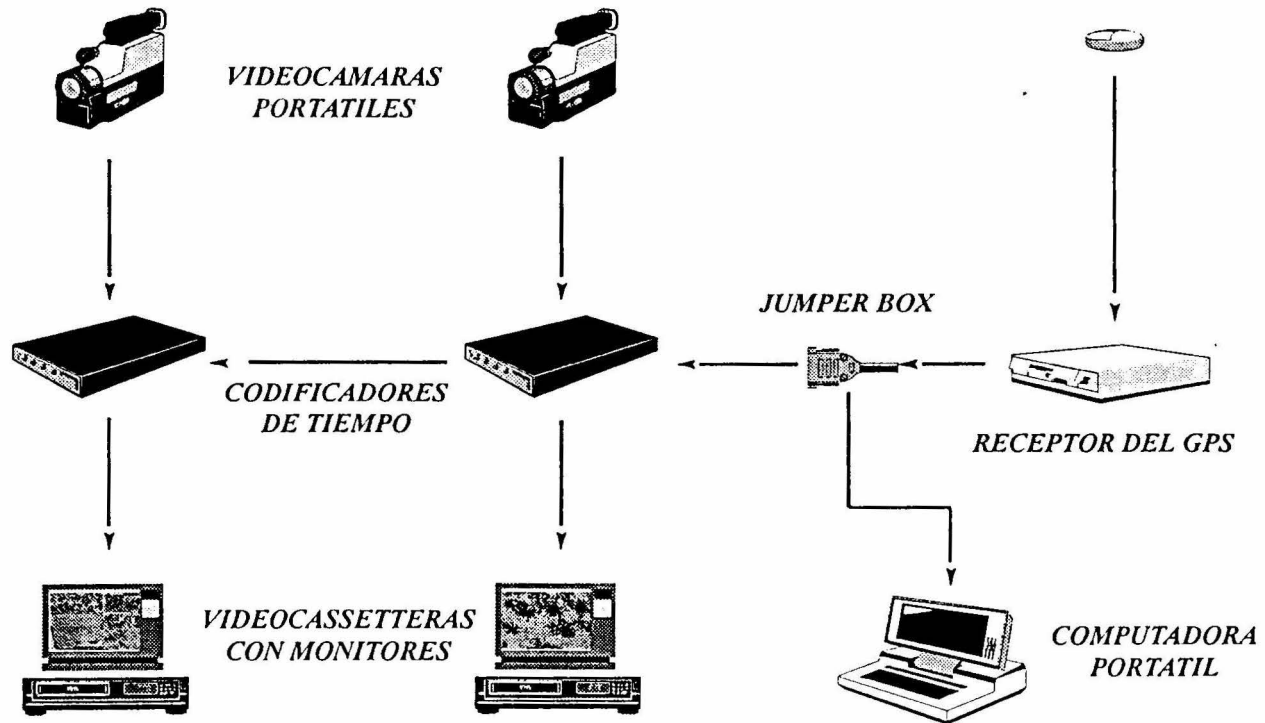 VIDEOCAMARAS
PORTATILES
JUMPER BOX
CODIFICADORES
DE TIEMPO
RECEPTOR DEL GPS
VIDEOCASSETTERAS
CON MONITORES
COMPUTADORA
PORTATIL